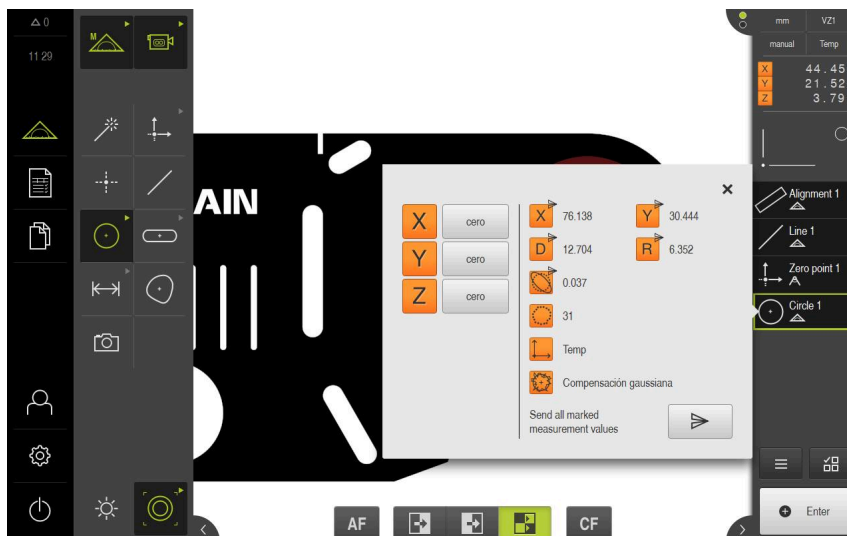 0
11 29
M
AIN
X cero
Y cero
Z cero
X 76.138
Y 30.444
D 12.704
R 6.352
0.037
31
Temp
Compensación gaussiana
Send all marked
measurement values
mm VZ1
manual Temp
X 44.45
Y 21.52
Z 3.79
Alignment 1
Line 1
Zero point 1
Circle 1
Enter
AF
CF